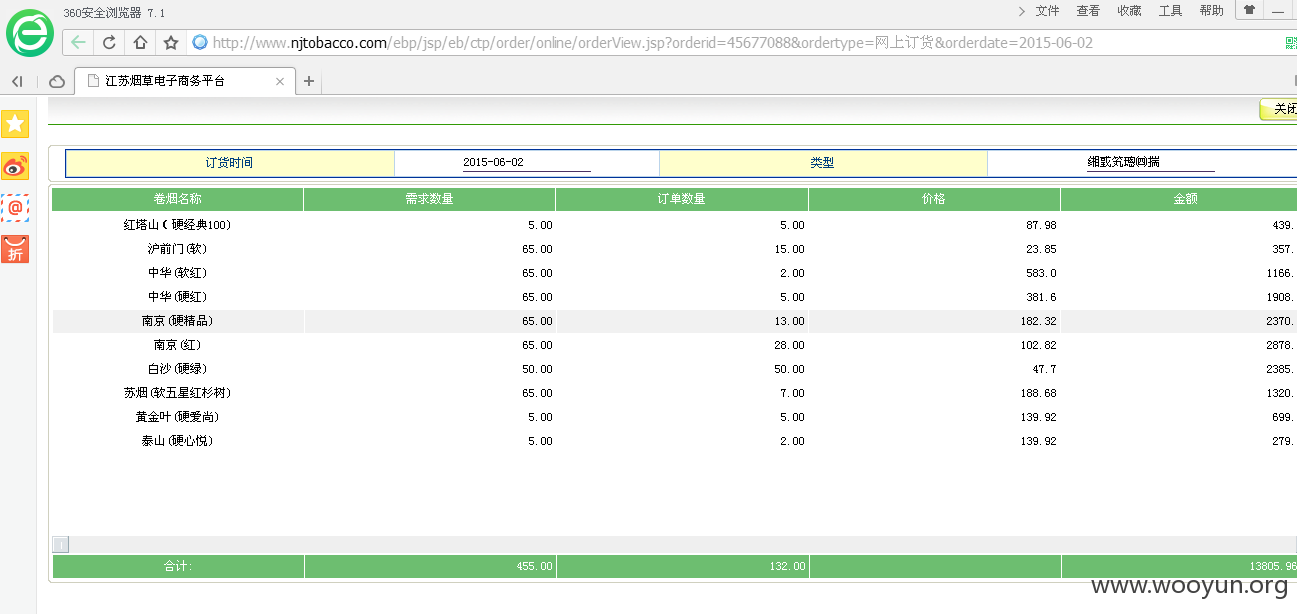 360安全浏览器 7.1
文件 查看 收藏 工具 帮助
http://www.njtobacco.com/ebp/jsp/eb/ctp/order/online/orderView.jsp?orderid=45677088&ordertype=网上订货&orderdate=2015-06-02
江苏烟草电子商务平台
关闭
订货时间 2015-06-02 类型
卷烟名称 需求数量 订单数量 价格 金额
红塔山(硬经典100) 5.00 5.00 87.98 439.
沪前门(软) 65.00 15.00 23.85 357.
中华(软红) 65.00 2.00 583.0 1166.
中华(硬红) 65.00 5.00 381.6 1908.
南京(硬精品) 65.00 13.00 182.32 2370.
南京(红) 65.00 28.00 102.82 2878.
白沙(硬绿) 50.00 50.00 47.7 2385.
苏烟(软五星红杉树) 65.00 7.00 188.68 1320.
黄金叶(硬爱尚) 5.00 5.00 139.92 699.
泰山(硬心悦) 5.00 2.00 139.92 279.
合计: 455.00 132.00 13805.96
@
折
www.wooyun.org